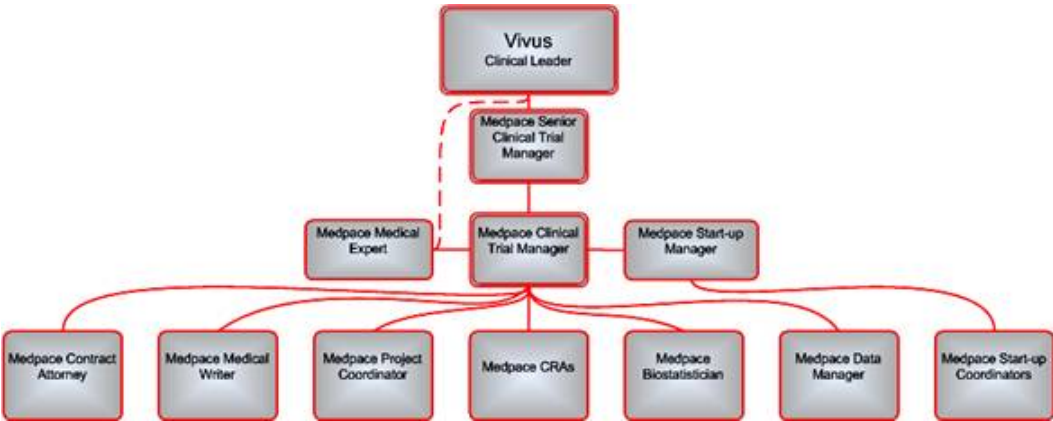 Vivus
Clinical Leader
Medpace Senior
Clinical Trial
Manager
Medpace Medical
Expert
Medpace Clinical
Trial Manager
Medpace Start-up
Manager
Medpace Contract
Attorney
Medpace Medical
Writer
Medpace Project
Coordinator
Medpace CRAs
Medpace
Biostatistician
Medpace Data
Manager
Medpace Start-up
Coordinators